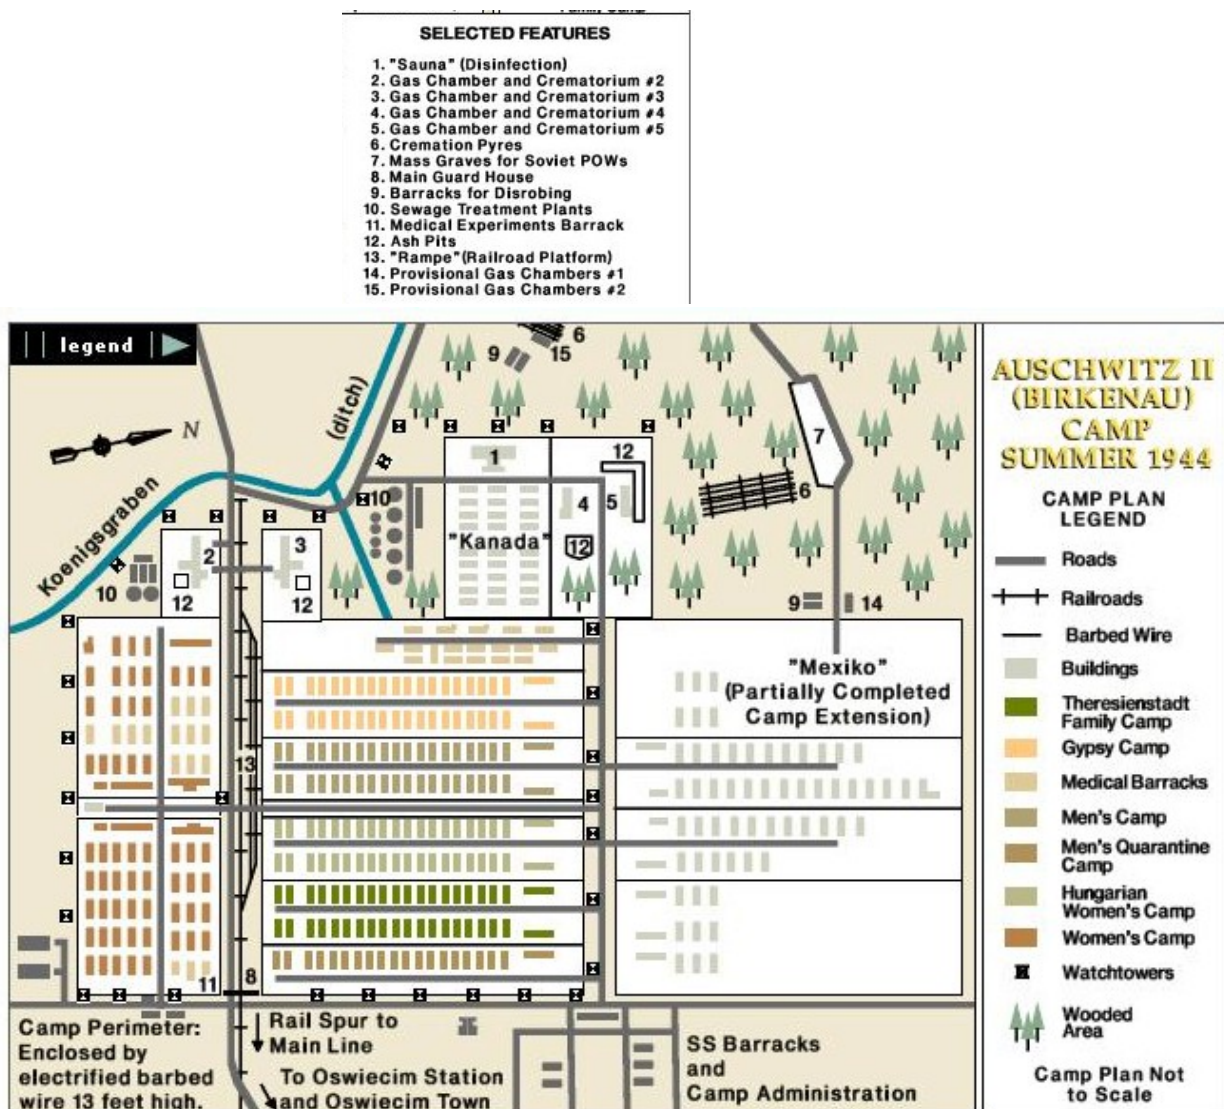 SELECTED FEATURES
1. "Sauna" (Disinfection)
2. Gas Chamber and Crematorium #2
3. Gas Chamber and Crematorium #3
4. Gas Chamber and Crematorium #4
5. Gas Chamber and Crematorium #5
6. Cremation Pyres
7. Mass Graves for Soviet POWs
8. Main Guard House
9. Barracks for Disrobing
10. Sewage Treatment Plants
11. Medical Experiments Barrack
12. Ash Pits
13. "Rampe"(Railroad Platform)
14. Provisional Gas Chambers #1
15. Provisional Gas Chambers #2
legend
N
(ditch)
Koenigsgraben
6
9
15
7
12
1
10
4
5
6
"Kanada"
12
2
3
10
12
12
9
14
"Mexiko"
(Partially Completed
Camp Extension)
13
11
8
Camp Perimeter:
Enclosed by
electrified barbed
wire 13 feet high.
Rail Spur to
Main Line
To Oswiecim Station
and Oswiecim Town
SS Barracks
and
Camp Administration
AUSCHWITZ II
(BIRKENAU)
CAMP
SUMMER 1944
CAMP PLAN
LEGEND
Roads
Railroads
Barbed Wire
Buildings
Theresienstadt
Family Camp
Gypsy Camp
Medical Barracks
Men's Camp
Men's Quarantine
Camp
Hungarian
Women's Camp
Women's Camp
Watchtowers
Wooded
Area
Camp Plan Not
to Scale